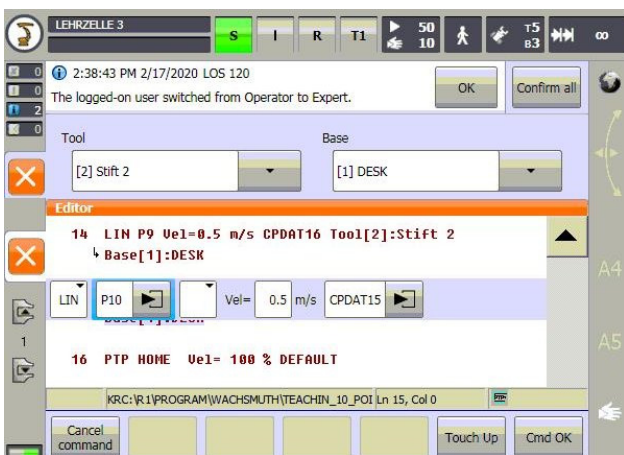 LEHRZELLE 3
S I R T1 50 10 T5 B3 ∞
0
0
2
0
2:38:43 PM 2/17/2020 LOS 120
The logged-on user switched from Operator to Expert.
OK
Confirm all
Tool
Base
[2] Stift 2
[1] DESK
Editor
14 LIN P9 Vel=0.5 m/s CPDAT16 Tool[2]:Stift 2
Base[1]:DESK
LIN P10 Vel= 0.5 m/s CPDAT15
16 PTP HOME Vel= 100 % DEFAULT
KRC:\R1\PROGRAM\WACHSMUTH\TEACHIN_10_POI Ln 15, Col 0
Cancel
command
Touch Up
Cmd OK
1
A4
A5